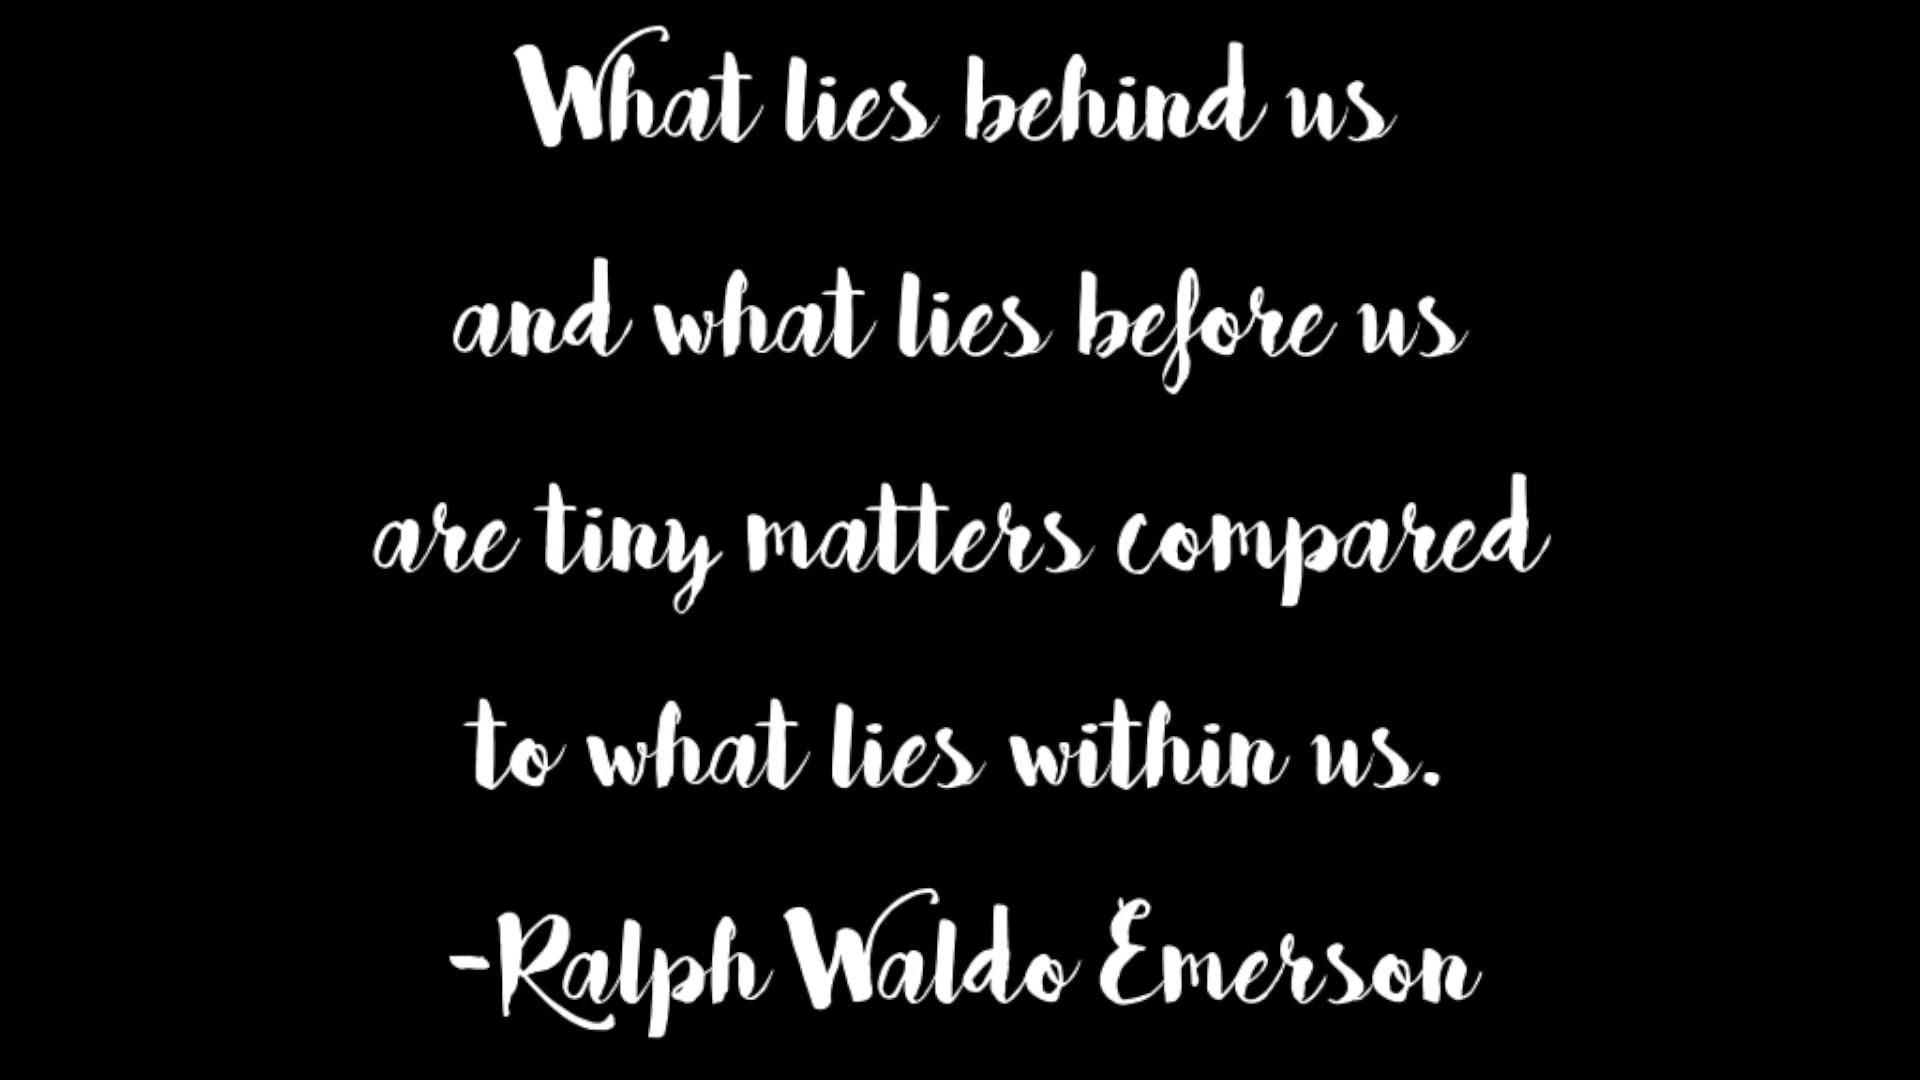 What lies behind us
and what lies before us
are tiny matters compared
to what lies within us.
-Ralph Waldo Emerson